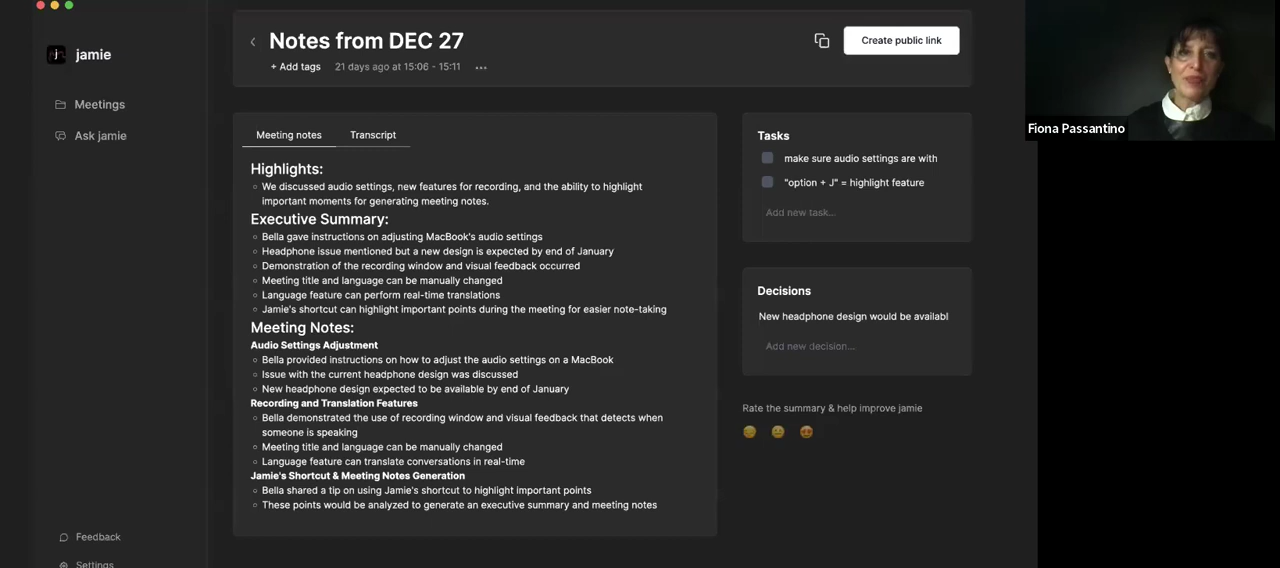 jamie
Meetings
Ask jamie
Feedback
Settings
Notes from DEC 27
+ Add tags 21 days ago at 15:06 - 15:11
Create public link
Meeting notes Transcript
Highlights:
We discussed audio settings, new features for recording, and the ability to highlight
important moments for generating meeting notes.
Executive Summary:
Bella gave instructions on adjusting MacBook's audio settings
Headphone issue mentioned but a new design is expected by end of January
Demonstration of the recording window and visual feedback occurred
Meeting title and language can be manually changed
Language feature can perform real-time translations
Jamie's shortcut can highlight important points during the meeting for easier note-taking
Meeting Notes:
Audio Settings Adjustment
Bella provided instructions on how to adjust the audio settings on a MacBook
Issue with the current headphone design was discussed
New headphone design expected to be available by end of January
Recording and Translation Features
Bella demonstrated the use of recording window and visual feedback that detects when
someone is speaking
Meeting title and language can be manually changed
Language feature can translate conversations in real-time
Jamie's Shortcut & Meeting Notes Generation
Bella shared a tip on using Jamie's shortcut to highlight important points
These points would be analyzed to generate an executive summary and meeting notes
Tasks
make sure audio settings are with
"option + J" = highlight feature
Add new task...
Decisions
New headphone design would be availabl
Add new decision...
Rate the summary & help improve jamie
Fiona Passantino